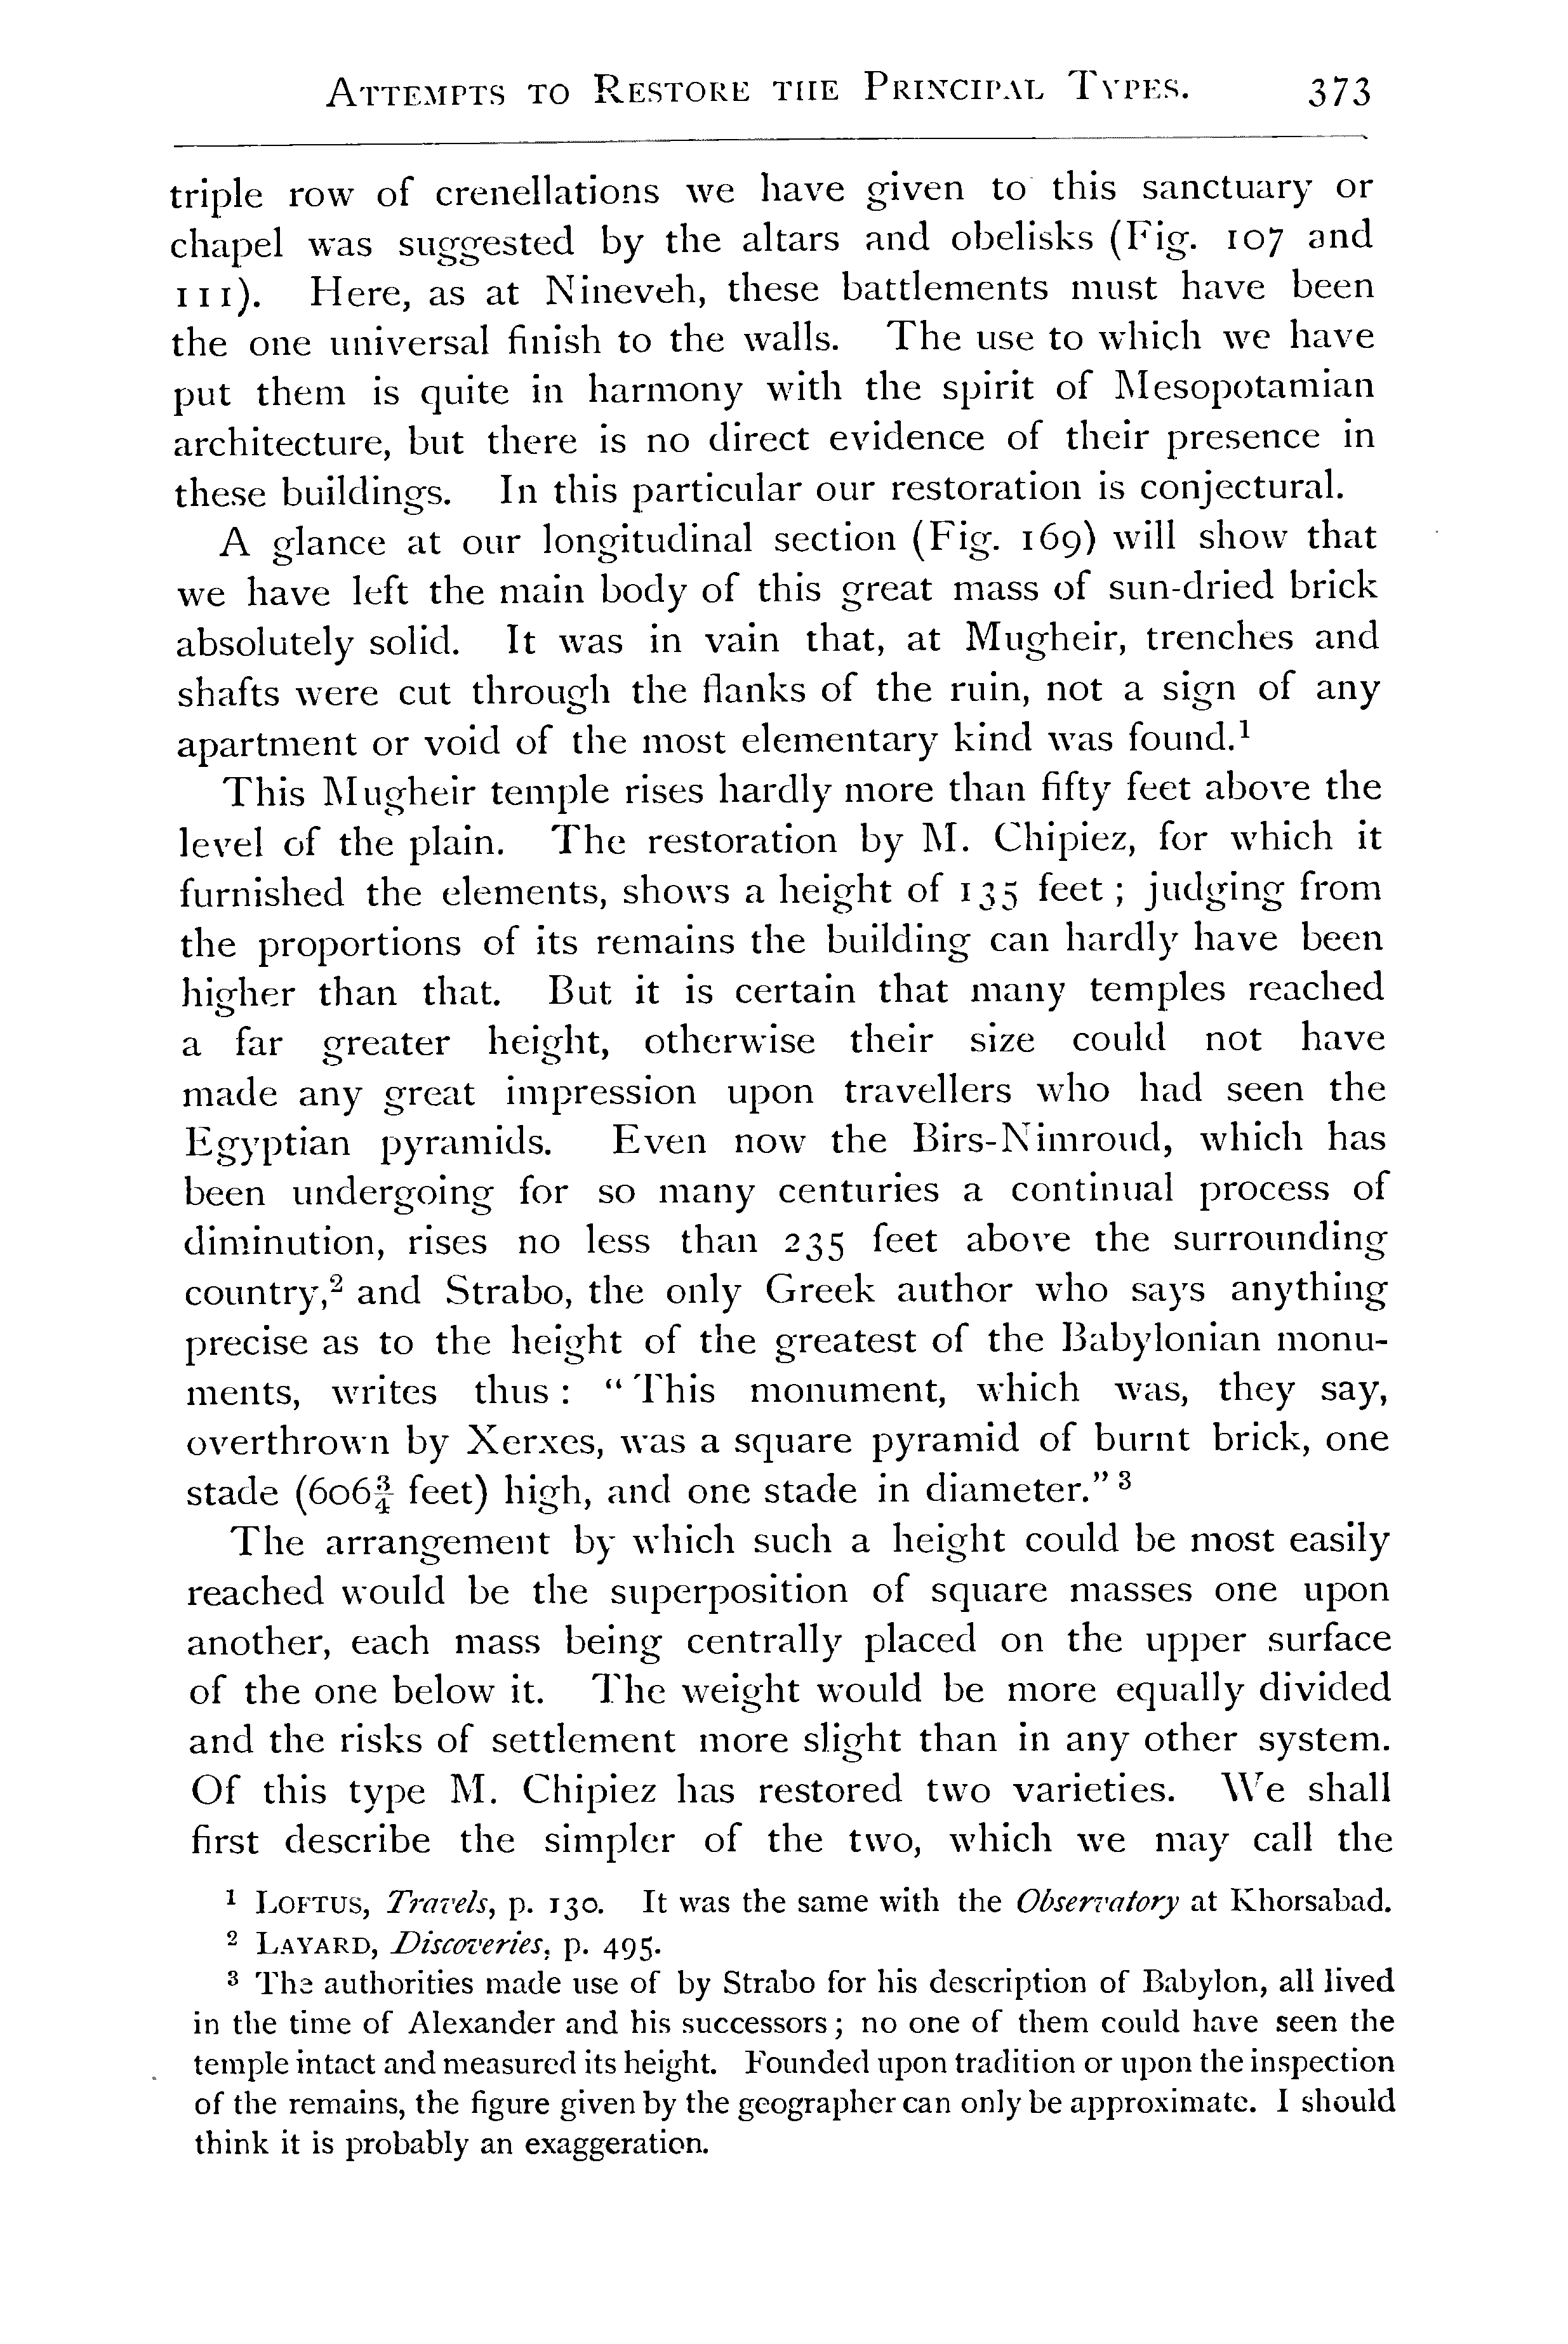 ATTEMPTS TO RESTORE THE PRINCIPAL TYPES. 373
triple row of crenellations we have given to this sanctuary or
chapel was suggested by the altars and obelisks (Fig. 107 and
111). Here, as at Nineveh, these battlements must have been
the one universal finish to the walls. The use to which we have
put them is quite in harmony with the spirit of Mesopotamian
architecture, but there is no direct evidence of their presence in
these buildings. In this particular our restoration is conjectural.
A glance at our longitudinal section (Fig. 169) will show that
we have left the main body of this great mass of sun-dried brick
absolutely solid. It was in vain that, at Mugheir, trenches and
shafts were cut through the flanks of the ruin, not a sign of any
apartment or void of the most elementary kind was found.¹
This Mugheir temple rises hardly more than fifty feet above the
level of the plain. The restoration by M. Chipiez, for which it
furnished the elements, shows a height of 135 feet; judging from
the proportions of its remains the building can hardly have been
higher than that. But it is certain that many temples reached
a far greater height, otherwise their size could not have
made any great impression upon travellers who had seen the
Egyptian pyramids. Even now the Birs-Nimroud, which has
been undergoing for so many centuries a continual process of
diminution, rises no less than 235 feet above the surrounding
country,² and Strabo, the only Greek author who says anything
precise as to the height of the greatest of the Babylonian monu-
ments, writes thus: “This monument, which was, they say,
overthrown by Xerxes, was a square pyramid of burnt brick, one
stade (606¾ feet) high, and one stade in diameter.”³
The arrangement by which such a height could be most easily
reached would be the superposition of square masses one upon
another, each mass being centrally placed on the upper surface
of the one below it. The weight would be more equally divided
and the risks of settlement more slight than in any other system.
Of this type M. Chipiez has restored two varieties. We shall
first describe the simpler of the two, which we may call the
¹ LOFTUS, Travels, p. 130. It was the same with the Observatory at Khorsabad.
² LAYARD, Discoveries, p. 495.
³ The authorities made use of by Strabo for his description of Babylon, all lived
in the time of Alexander and his successors; no one of them could have seen the
temple intact and measured its height. Founded upon tradition or upon the inspection
of the remains, the figure given by the geographer can only be approximate. I should
think it is probably an exaggeration.